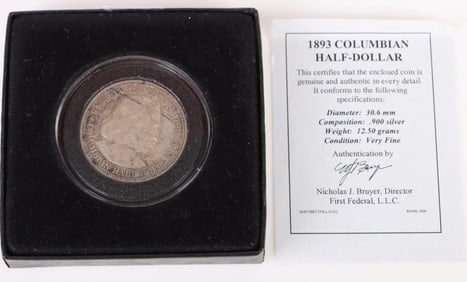 HALF DOLLAR
1893 COLUMBIAN
HALF-DOLLAR
This certifies that the enclosed coin is
genuine and authentic in every detail.
It conforms to the following
specifications:
Diameter: 30.6 mm
Composition: .900 silver
Weight: 12.50 grams
Condition: Very Fine
Authentication by
Nicholas J. Bruyer, Director
First Federal, L.L.C.